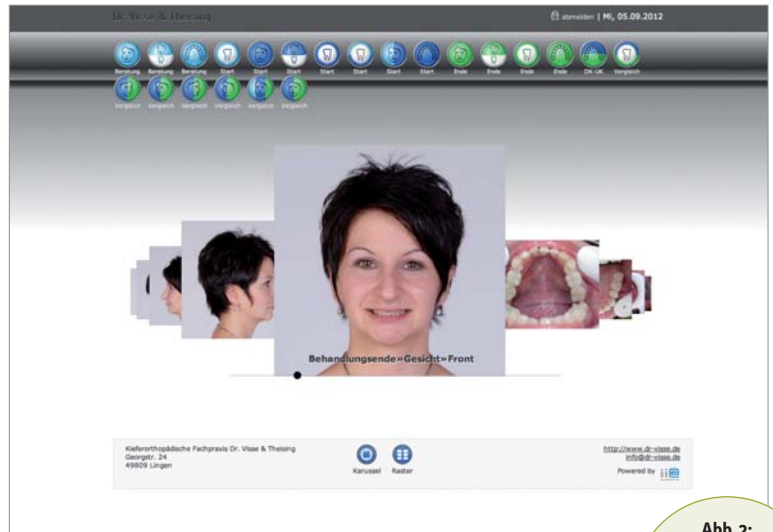 Dr. Visse & Theising
abmelden | Mi, 05.09.2012
Beratung Beratung Beratung Start Start Start Start Start Start Start Ende Ende Ende Ende OK-UK Vergleich
Vergleich Vergleich Vergleich Vergleich Vergleich Vergleich
Behandlungsende»Gesicht»Front
Kieferorthopädische Fachpraxis Dr. Visse & Theising
Georgstr. 24
49809 Lingen
Karussel Raster
http://www.dr-visse.de
info@dr-visse.de
Powered by
Abb. 2: